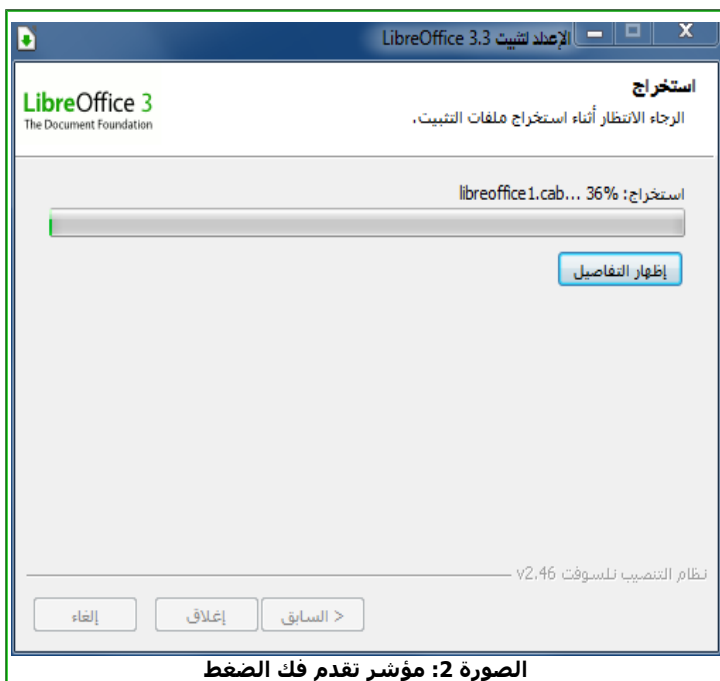 الإعداد لتثبيت LibreOffice 3.3
استخراج
الرجاء الانتظار أثناء استخراج ملفات التثبيت.
LibreOffice 3
The Document Foundation
استخراج: libreoffice1.cab... 36%
إظهار التفاصيل
نظام التنصيب نلسوفت v2.46
< السابق
إغلاق
إلغاء
الصورة 2: مؤشر تقدم فك الضغط